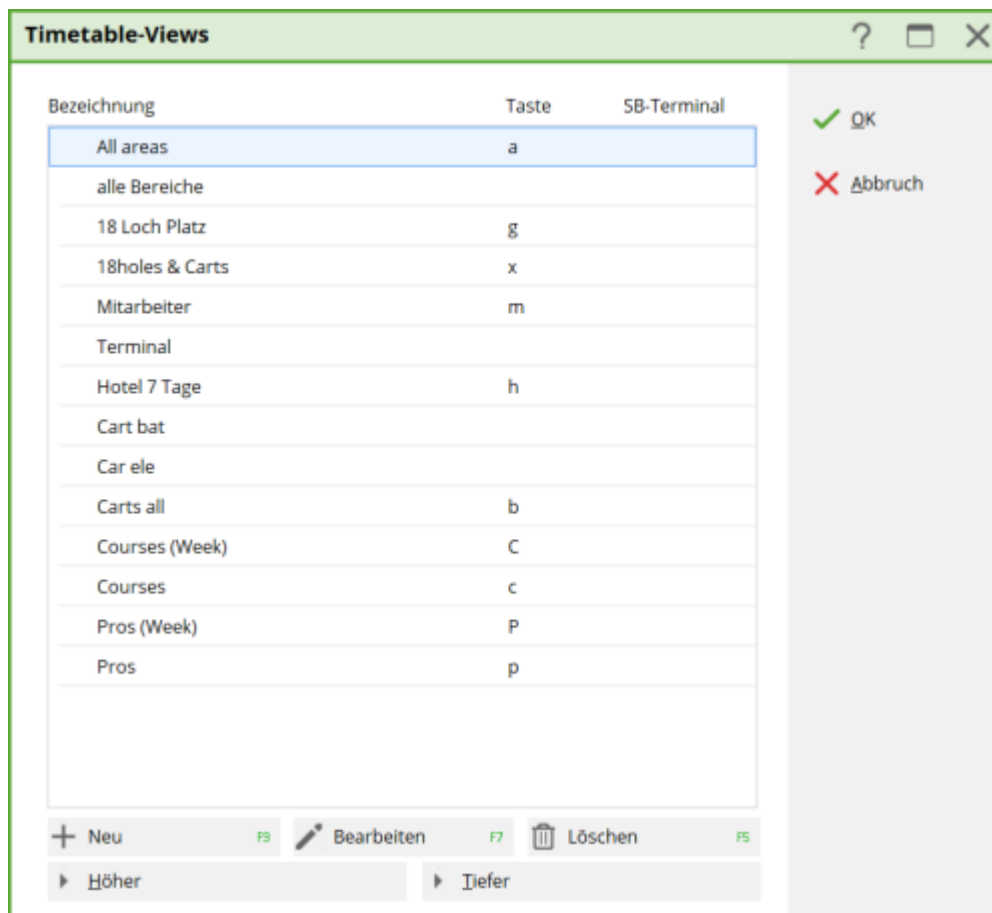 Timetable-Views ?
Bezeichnung Taste SB-Terminal
All areas a
alle Bereiche
18 Loch Platz g
18holes & Carts x
Mitarbeiter m
Terminal
Hotel 7 Tage h
Cart bat
Car ele
Carts all b
Courses (Week) C
Courses c
Pros (Week) P
Pros p
OK
Abbruch
Neu F9 Bearbeiten F7 Löschen F5
Höher Tiefer